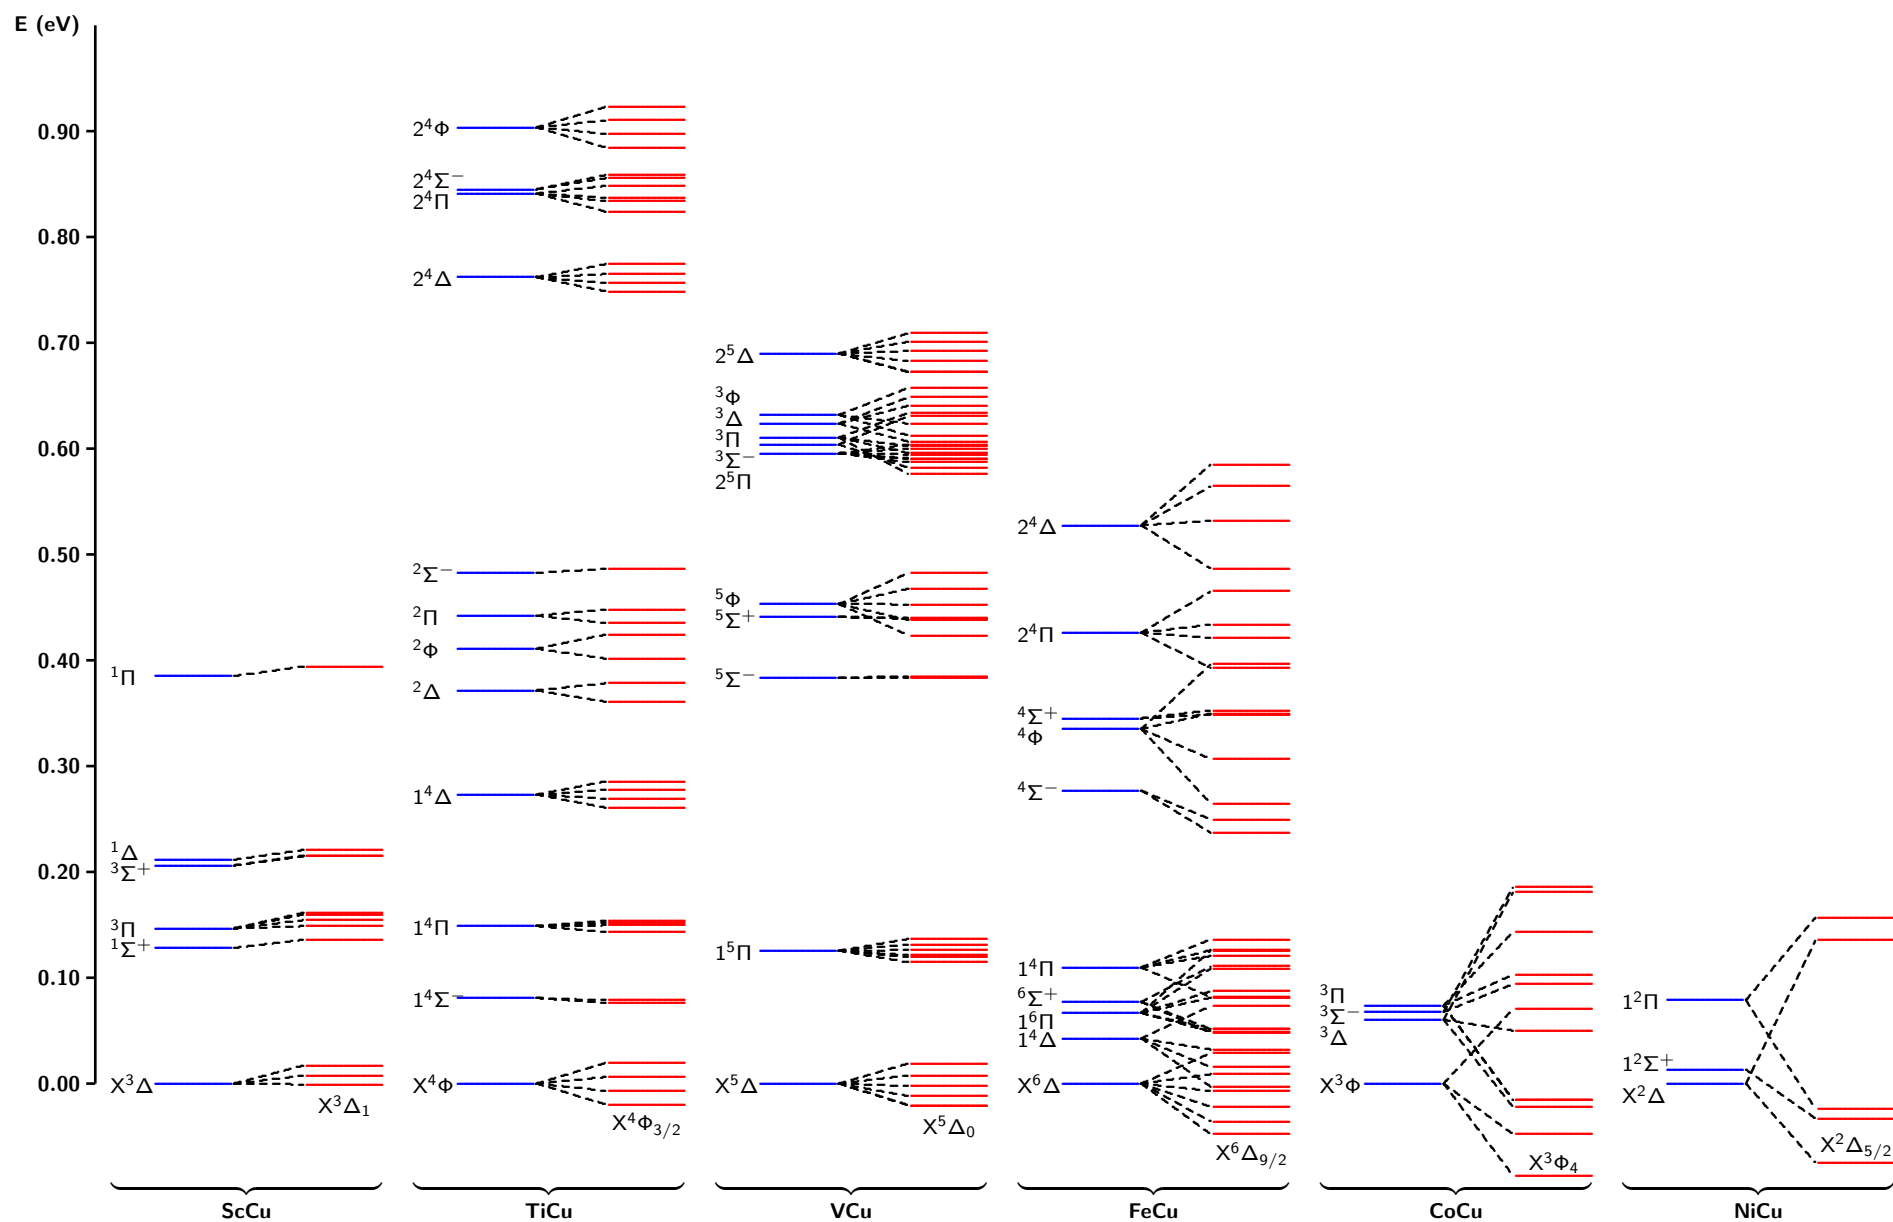 E (eV)
0.90
0.80
0.70
0.60
0.50
0.40
0.30
0.20
0.10
0.00
¹Π
¹Δ
³Σ⁺
³Π
¹Σ⁺
X³Δ
X³Δ₁
ScCu
2⁴Φ
2⁴Σ⁻
2⁴Π
2⁴Δ
²Σ⁻
²Π
²Φ
²Δ
1⁴Δ
1⁴Π
1⁴Σ⁻
X⁴Φ
X⁴Φ₃/₂
TiCu
2⁵Δ
³Φ
³Δ
³Π
³Σ⁻
2⁵Π
⁵Φ
⁵Σ⁺
⁵Σ⁻
1⁵Π
X⁵Δ
X⁵Δ₀
VCu
2⁴Δ
2⁴Π
⁴Σ⁺
⁴Φ
⁴Σ⁻
1⁴Π
⁶Σ⁺
1⁶Π
1⁴Δ
X⁶Δ
X⁶Δ₉/₂
FeCu
³Π
³Σ⁻
³Δ
X³Φ
X³Φ₄
CoCu
1²Π
1²Σ⁺
X²Δ
X²Δ₅/₂
NiCu